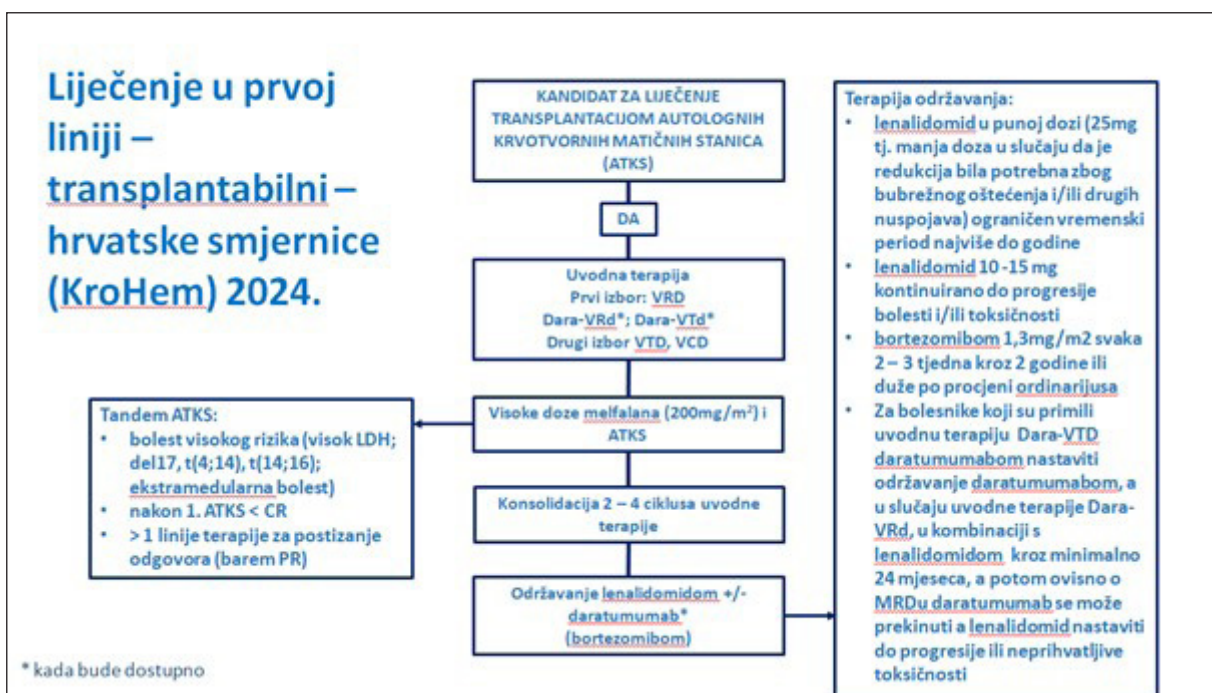 Liječenje u prvoj
liniji –
transplantabilni –
hrvatske smjernice
(KroHem) 2024.
KANDIDAT ZA LIJEČENJE
TRANSPLANTACIJOM AUTOLOGNIH
KRVOTVORNIH MATIČNIH STANICA
(ATKS)
DA
Uvodna terapija
Prvi izbor: VRD
Dara-VRd*; Dara-VTd*
Drugi izbor VTD, VCD
Visoke doze melfalana (200mg/m²) i
ATKS
Tandem ATKS:
• bolest visokog rizika (visok LDH;
del17, t(4;14), t(14;16);
ekstramedularna bolest)
• nakon 1. ATKS < CR
• > 1 linije terapije za postizanje
odgovora (barem PR)
Konsolidacija 2 – 4 ciklusa uvodne
terapije
Održavanje lenalidomidom +/-
daratumumab*
(bortezomibom)
Terapija održavanja:
• lenalidomid u punoj dozi (25mg
tj. manja doza u slučaju da je
redukcija bila potrebna zbog
bubrežnog oštećenja i/ili drugih
nuspojava) ograničen vremenski
period najviše do godine
• lenalidomid 10 -15 mg
kontinuirano do progresije
bolesti i/ili toksičnosti
• bortezomibom 1,3mg/m2 svaka
2 – 3 tjedna kroz 2 godine ili
duže po procjeni ordinarijusa
• Za bolesnike koji su primili
uvodnu terapiju Dara-VTD
daratumumabom nastaviti
održavanje daratumumabom, a
u slučaju uvodne terapije Dara-
VRd, u kombinaciji s
lenalidomidom kroz minimalno
24 mjeseca, a potom ovisno o
MRDu daratumumab se može
prekinuti a lenalidomid nastaviti
do progresije ili neprihvatljive
toksičnosti
* kada bude dostupno